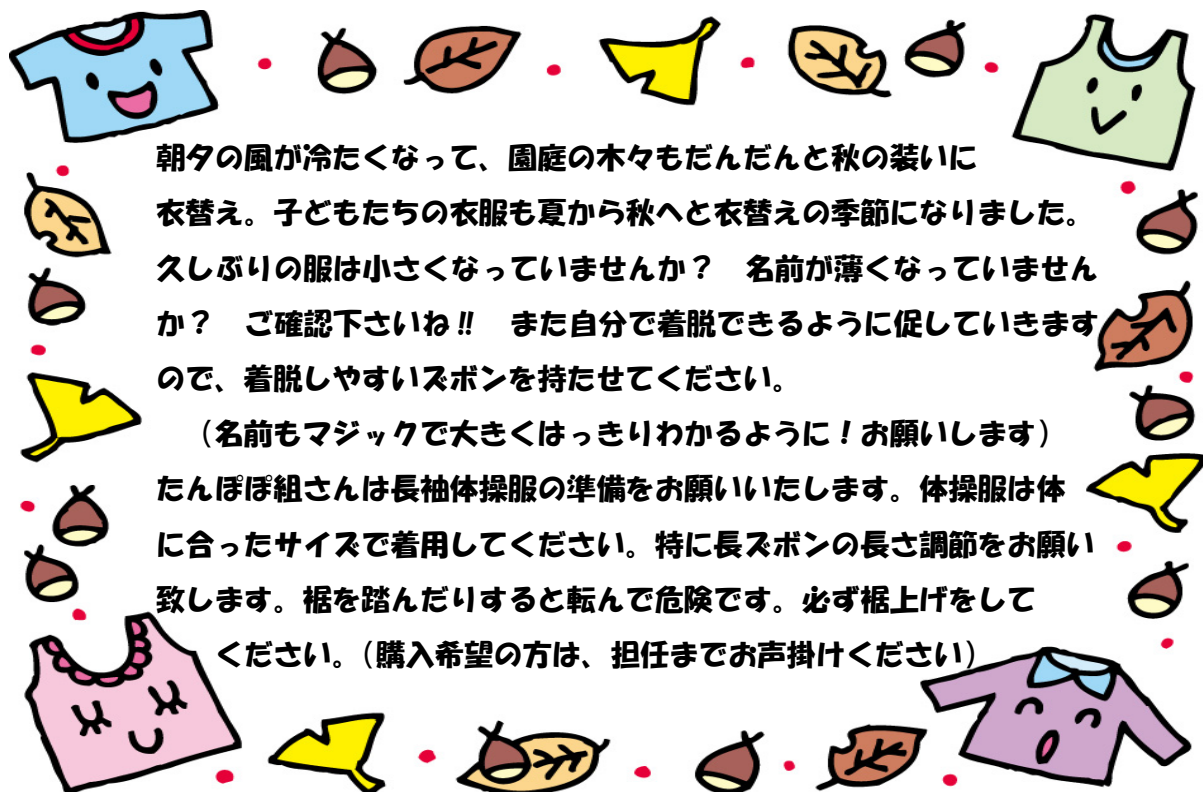 朝夕の風が冷たくなって、園庭の木々もだんだんと秋の装いに
衣替え。子どもたちの衣服も夏から秋へと衣替えの季節になりました。
久しぶりの服は小さくなっていませんか？　名前が薄くなっていません
か？　ご確認下さいね‼　また自分で着脱できるように促していきます
ので、着脱しやすいズボンを持たせてください。
（名前もマジックで大きくはっきりわかるように！お願いします）
たんぽぽ組さんは長袖体操服の準備をお願いいたします。体操服は体
に合ったサイズで着用してください。特に長ズボンの長さ調節をお願い
致します。裾を踏んだりすると転んで危険です。必ず裾上げをして
ください。（購入希望の方は、担任までお声掛けください）